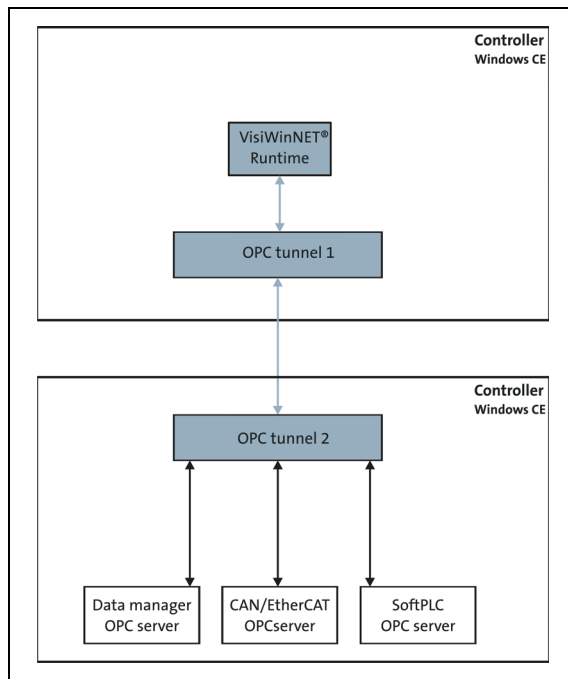 Controller
Windows CE
VisiWinNET®
Runtime
OPC tunnel 1
Controller
Windows CE
OPC tunnel 2
Data manager
OPC server
CAN/EtherCAT
OPCserver
SoftPLC
OPC server